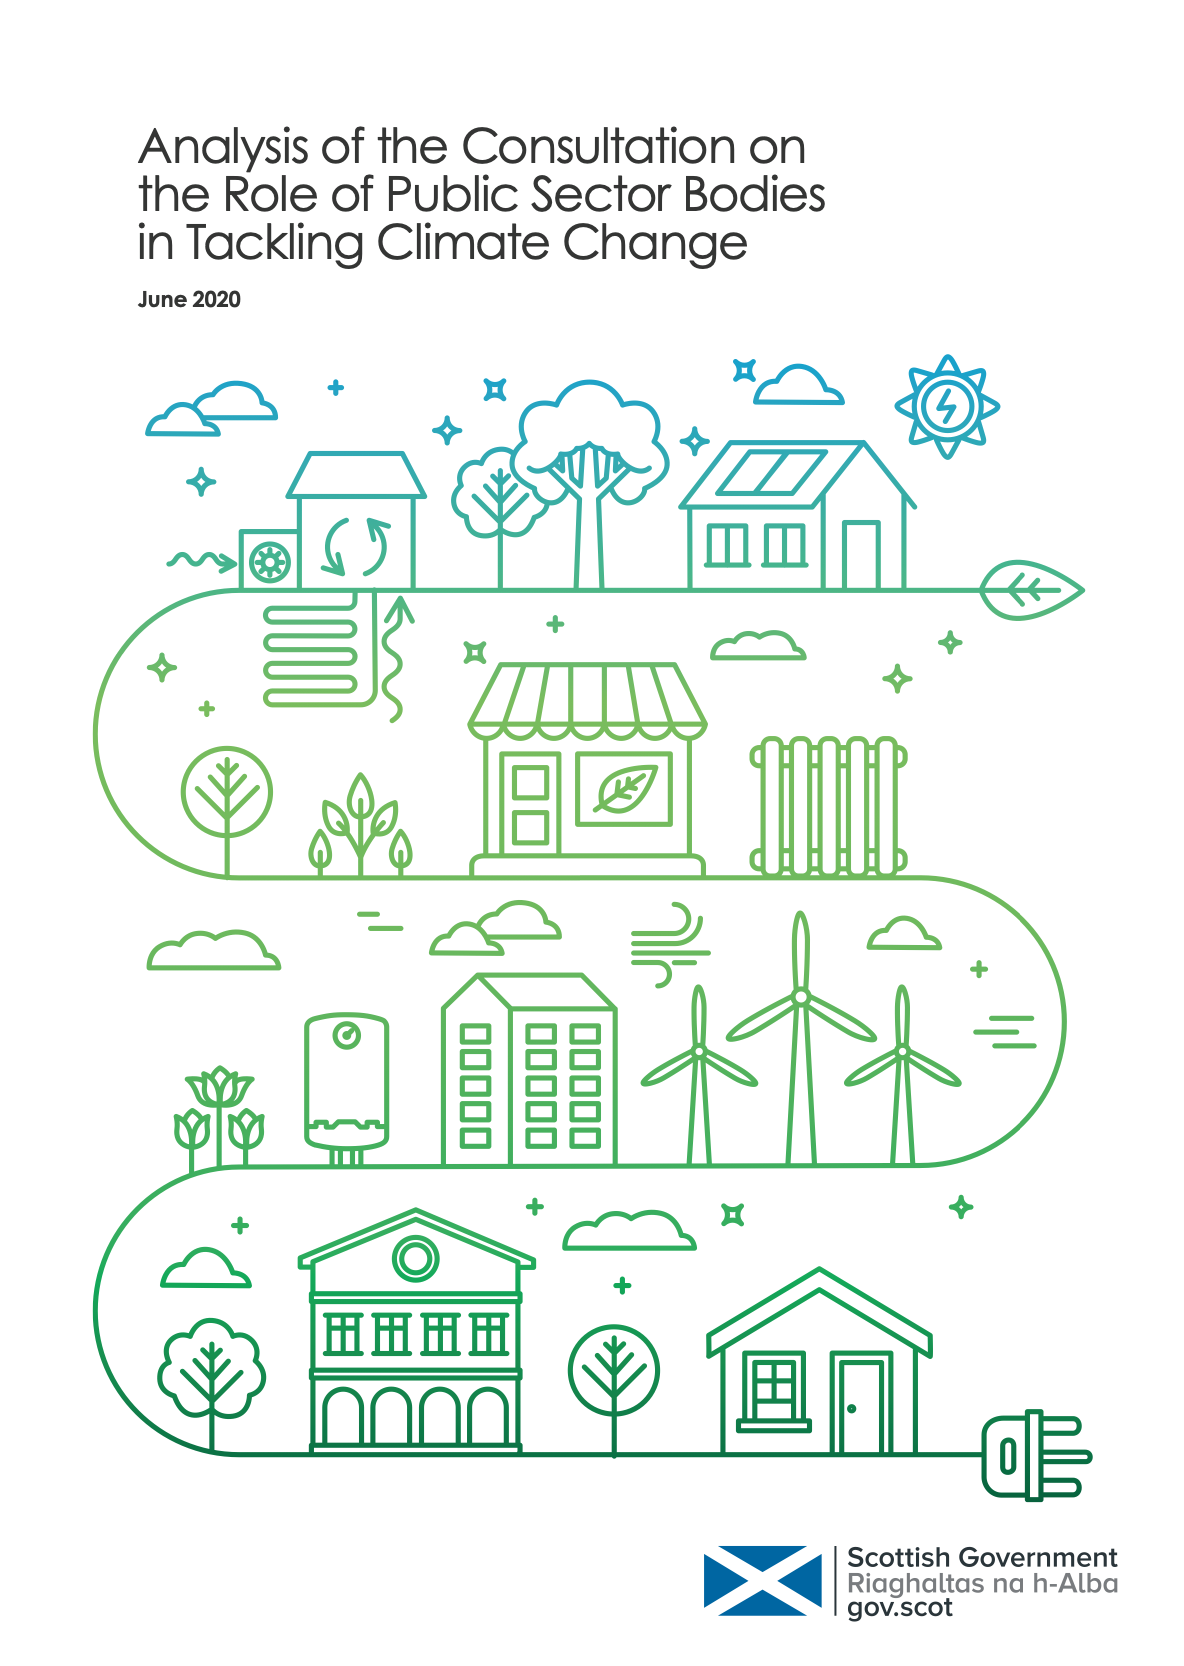 Analysis of the Consultation on
the Role of Public Sector Bodies
in Tackling Climate Change
June 2020
Scottish Government
Riaghaltas na h-Alba
gov.scot